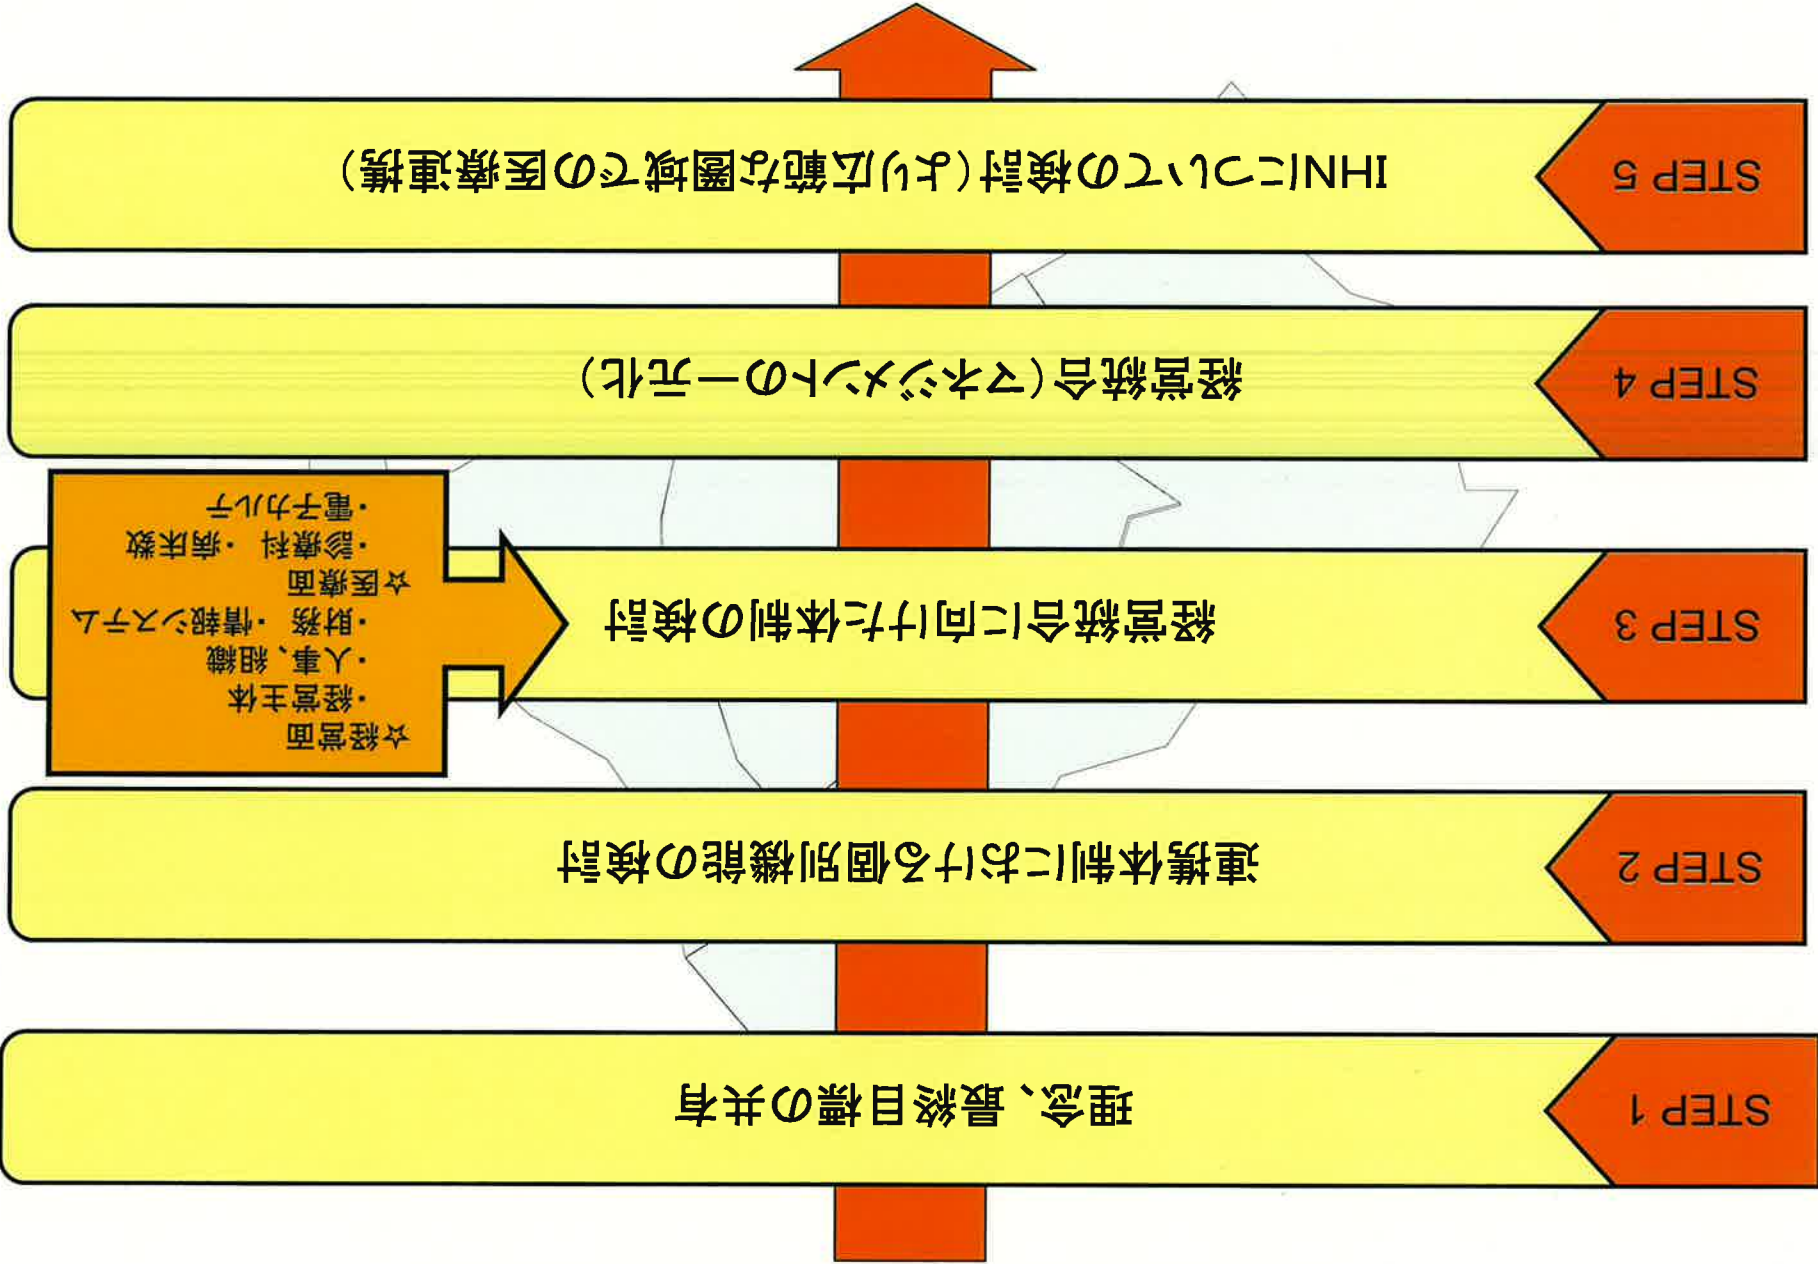 STEP 1
理念、最終目標の共有
STEP 2
連携体制における個別機能の検討
STEP 3
経営統合に向けた体制の検討
☆経営面
・経営主体
・人事、組織
・財務 ・情報システム
☆医療面
・診療科 ・病床数
・電子カルテ
STEP 4
経営統合（マネジメントの一元化）
STEP 5
IHNについての検討（より広範な圏域での医療連携）